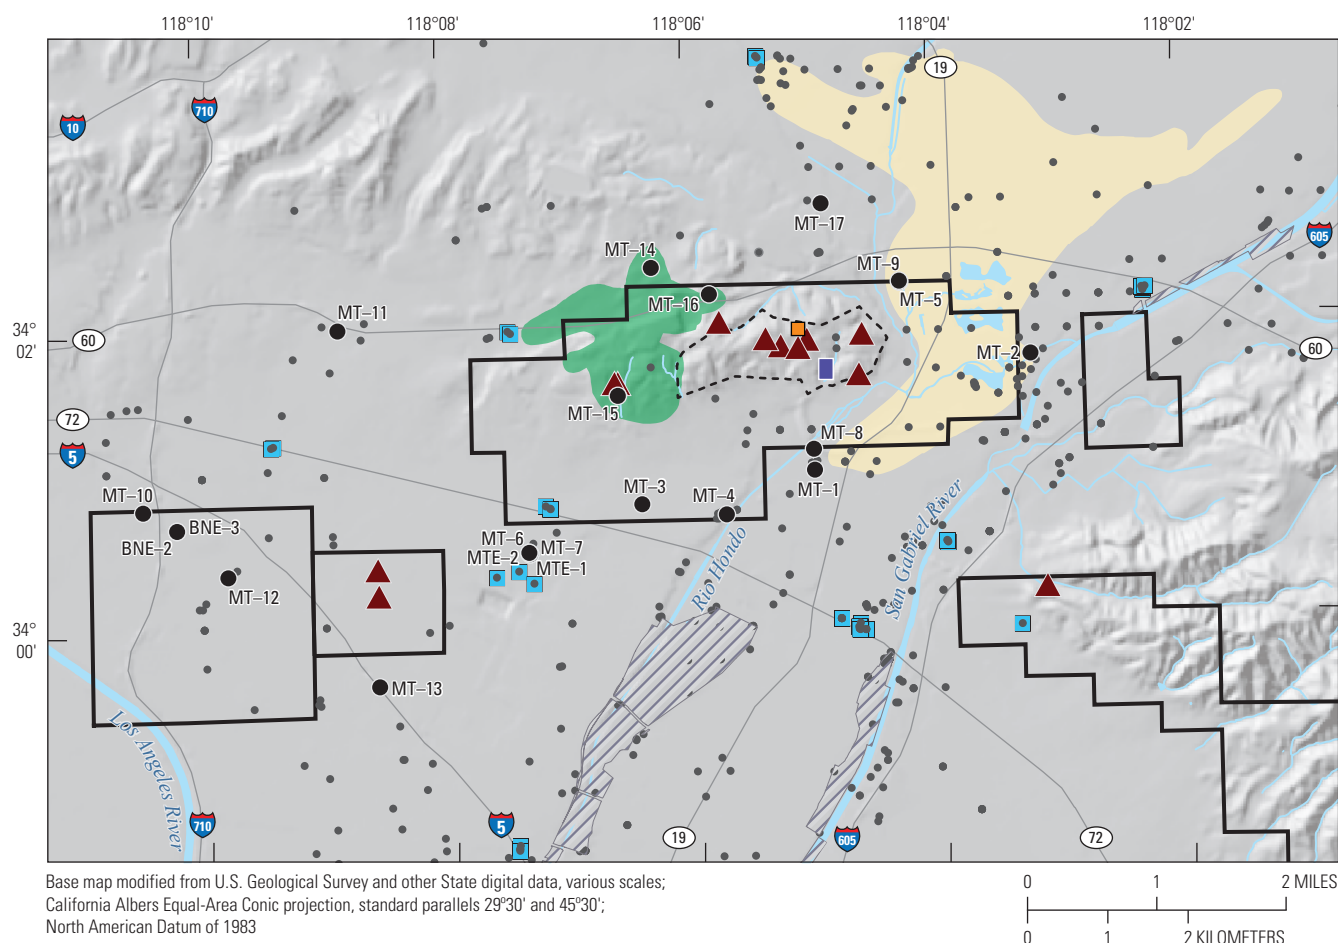 118°10'
118°08'
118°06'
118°04'
118°02'
19
710
10
MT–17
605
MT–14
MT–9
MT–16
MT–5
MT–11
34°
02'
60
MT–2
60
MT–15
72
MT–8
5
MT–1
MT–10
MT–3
MT–4
BNE–3
BNE–2
MT–6
MT–7
MTE–2
MTE–1
MT–12
Rio Hondo
San Gabriel River
34°
00'
MT–13
Los Angeles River
710
5
19
605
72
Base map modified from U.S. Geological Survey and other State digital data, various scales;
California Albers Equal-Area Conic projection, standard parallels 29°30' and 45°30';
North American Datum of 1983
0 1 2 MILES
0 1 2 KILOMETERS